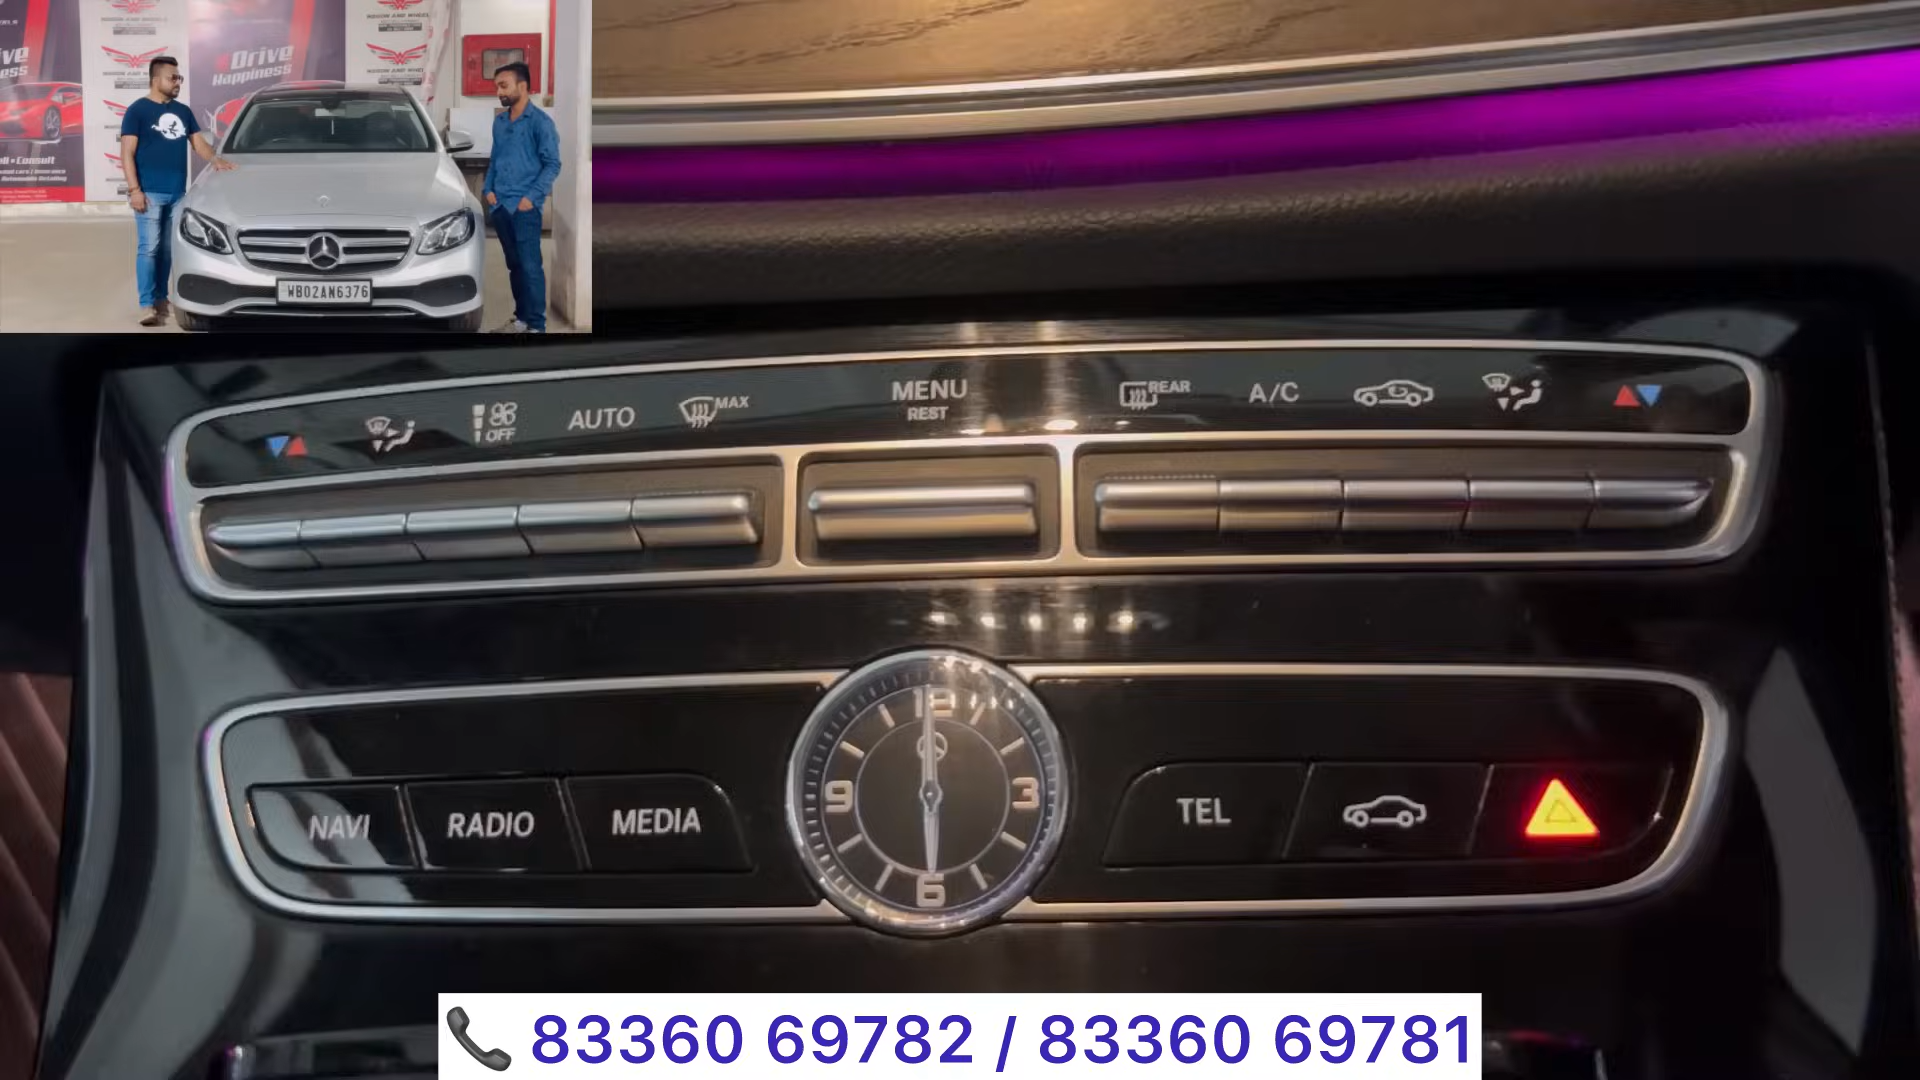 Drive
Happiness
WB02AN6376
OFF
AUTO
MAX
MENU
REST
REAR
A/C
12
9
3
6
NAVI
RADIO
MEDIA
TEL
83360 69782 / 83360 69781